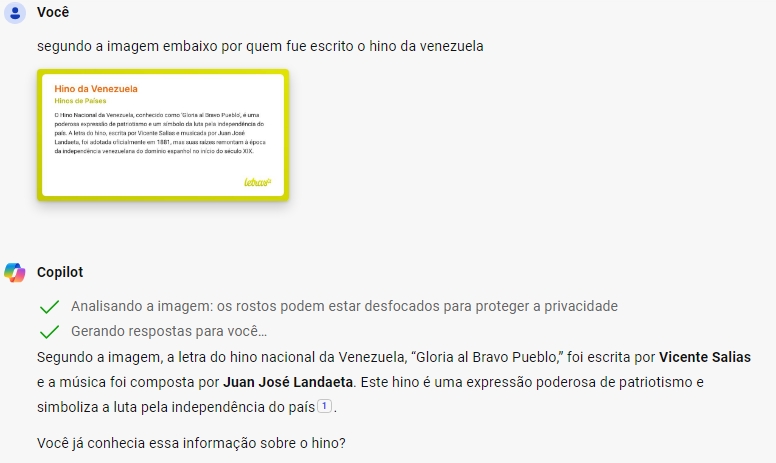 Você
segundo a imagem embaixo por quem fue escrito o hino da venezuela
Hino da Venezuela
Hinos de Países
O Hino Nacional da Venezuela, conhecido como 'Gloria al Bravo Pueblo', é uma
poderosa expressão de patriotismo e um símbolo da luta pela independência do
país. A letra do hino, escrita por Vicente Salias e musicada por Juan José
Landaeta, foi adotada oficialmente em 1881, mas suas raízes remontam à época
da independência venezuelana do domínio espanhol no início do século XIX.
letras
Copilot
Analisando a imagem: os rostos podem estar desfocados para proteger a privacidade
Gerando respostas para você...
Segundo a imagem, a letra do hino nacional da Venezuela, “Gloria al Bravo Pueblo,” foi escrita por Vicente Salias
e a música foi composta por Juan José Landaeta. Este hino é uma expressão poderosa de patriotismo e
simboliza a luta pela independência do país 1 .
Você já conhecia essa informação sobre o hino?